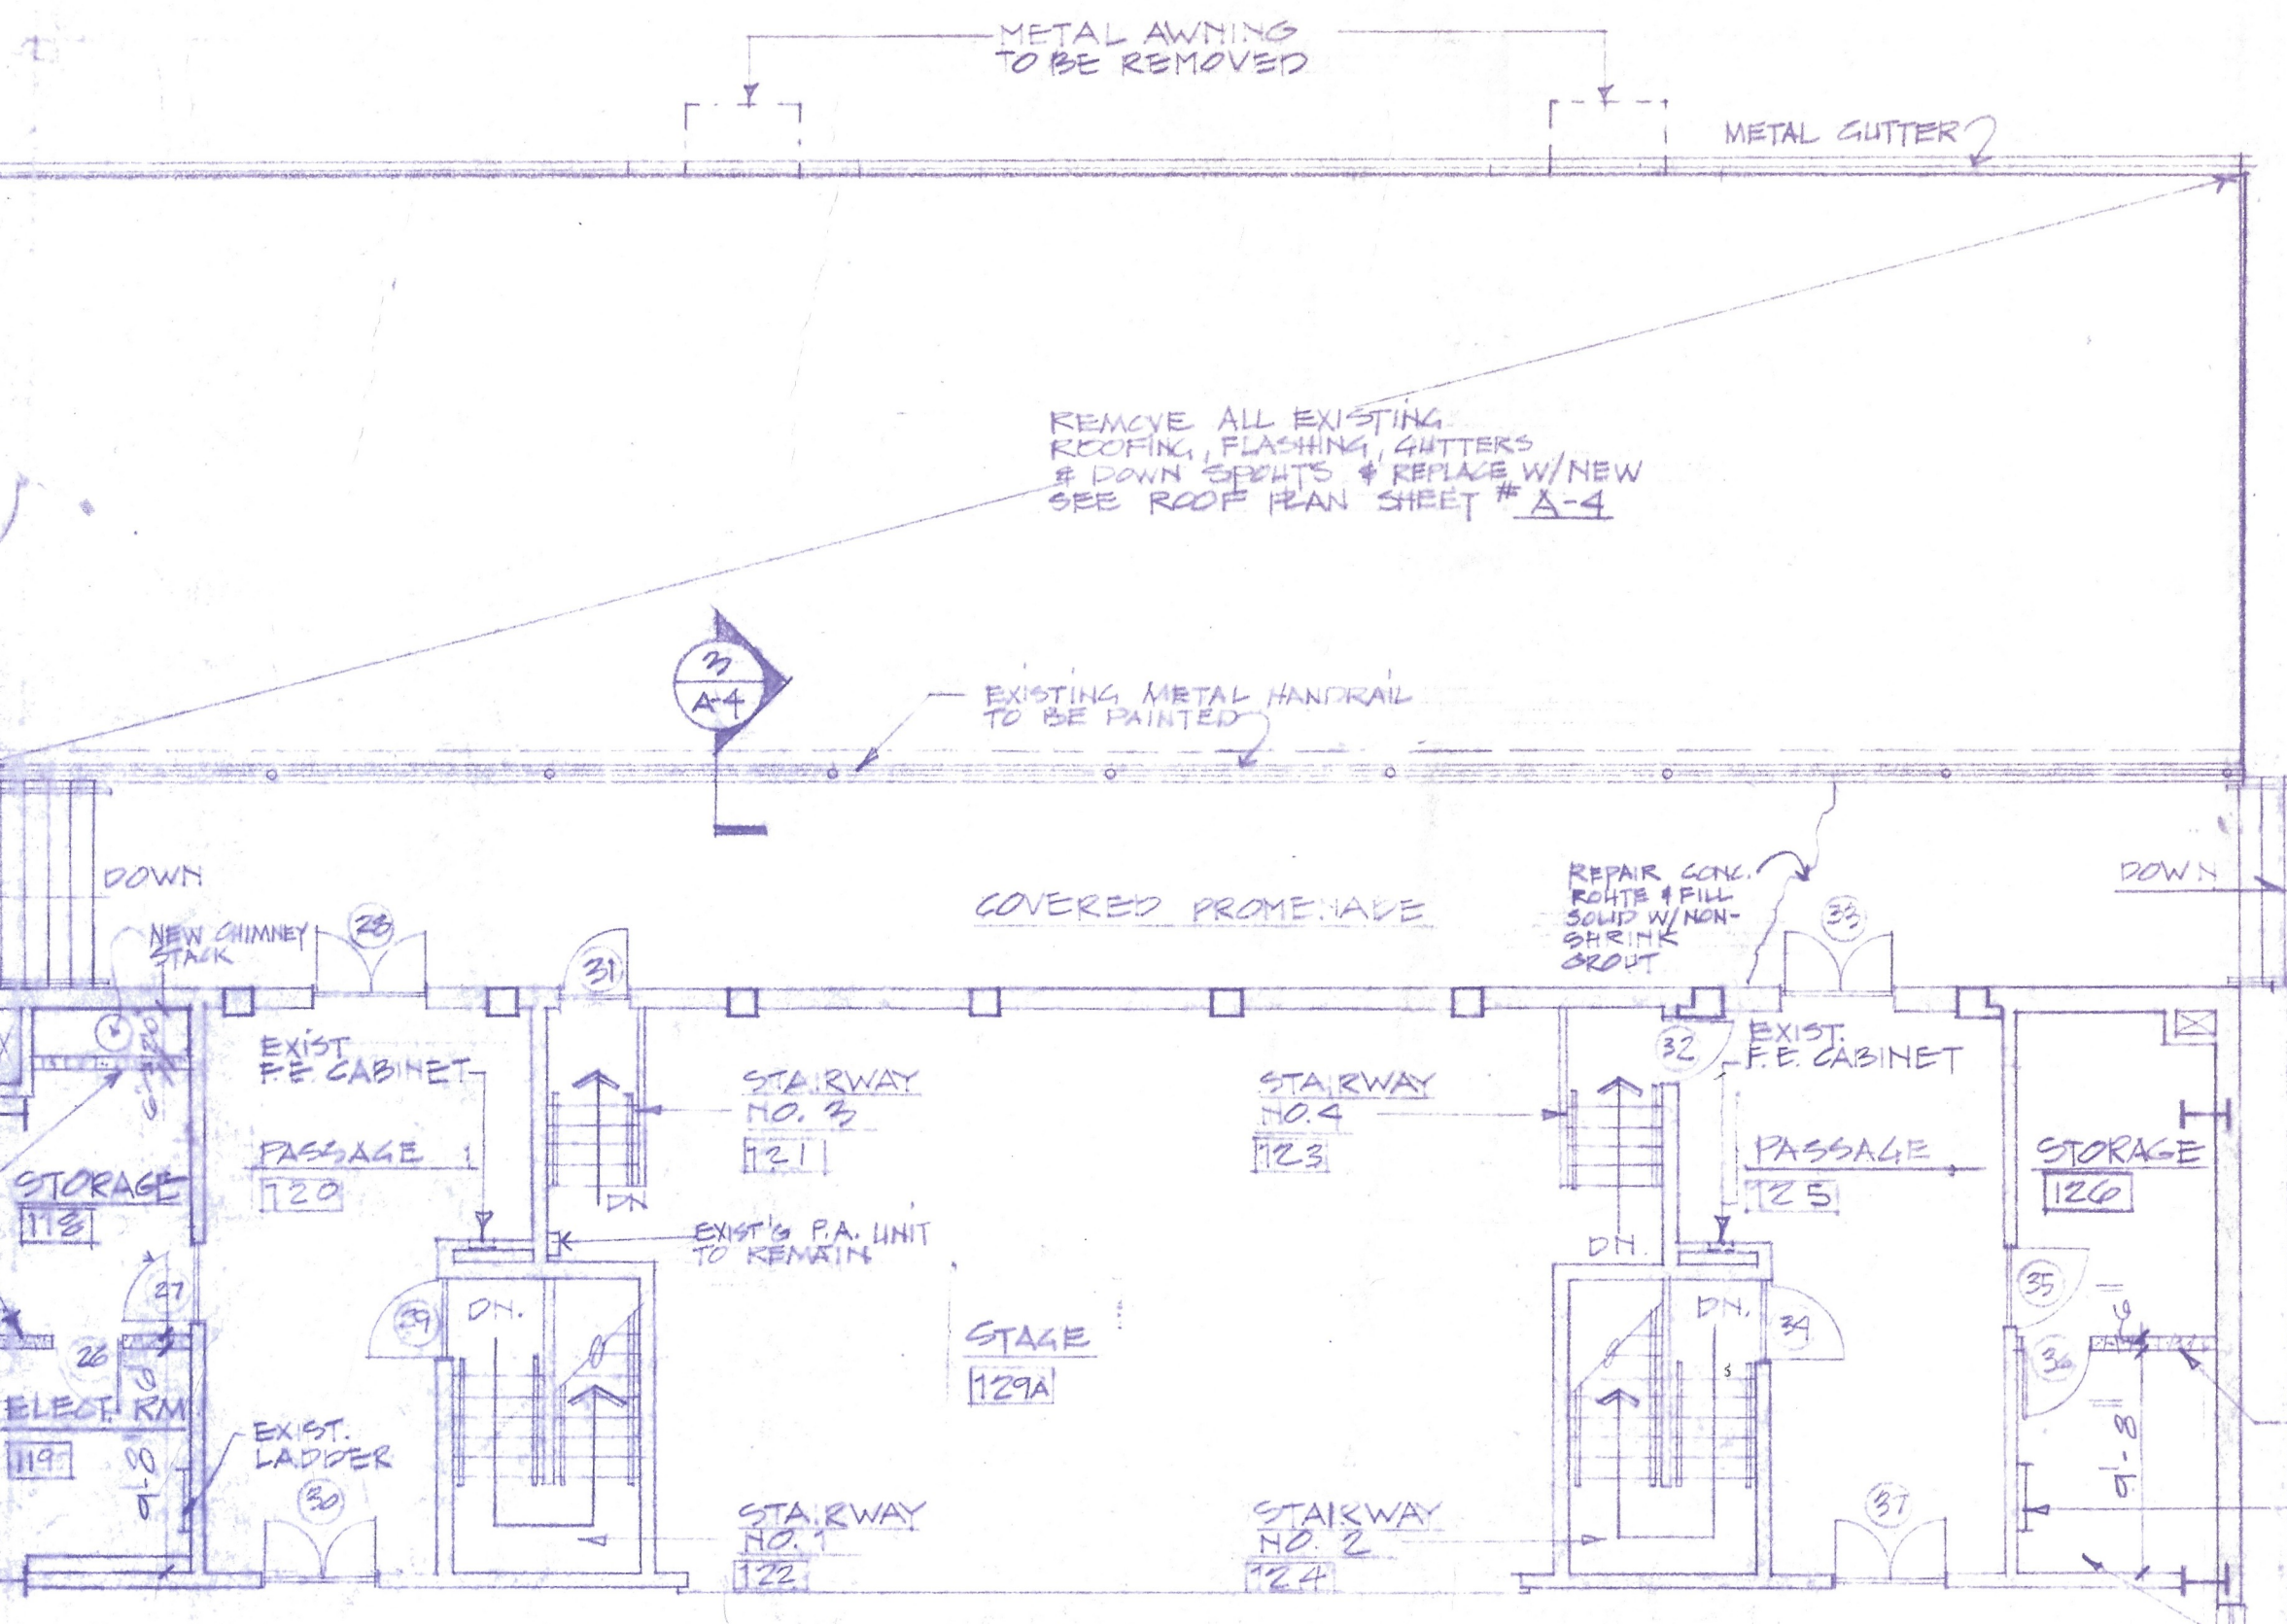 METAL AWNING
TO BE REMOVED
METAL GUTTER
REMOVE ALL EXISTING
ROOFING, FLASHING, GUTTERS
& DOWN SPOUTS & REPLACE W/NEW
SEE ROOF PLAN SHEET # A-4
3
A-4
EXISTING METAL HANDRAIL
TO BE PAINTED
DOWN
COVERED PROMENADE
REPAIR CONC.
ROUTE & FILL
SOLID W/NON-
SHRINK
GROUT
DOWN
NEW CHIMNEY
STACK
28
31
33
EXIST.
F.E. CABINET
STAIRWAY
NO. 3
121
STAIRWAY
NO. 4
123
32
EXIST.
F.E. CABINET
PASSAGE
120
PASSAGE
125
STORAGE
118
STORAGE
126
DN
EXIST'G P.A. UNIT
TO REMAIN
DN.
27
29
DN.
STAGE
129A
DN.
34
35
6"
26
6"
36
ELECT. RM
119
EXIST.
LADDER
9'-8"
9'-8"
30
STAIRWAY
NO. 1
122
STAIRWAY
NO. 2
124
37